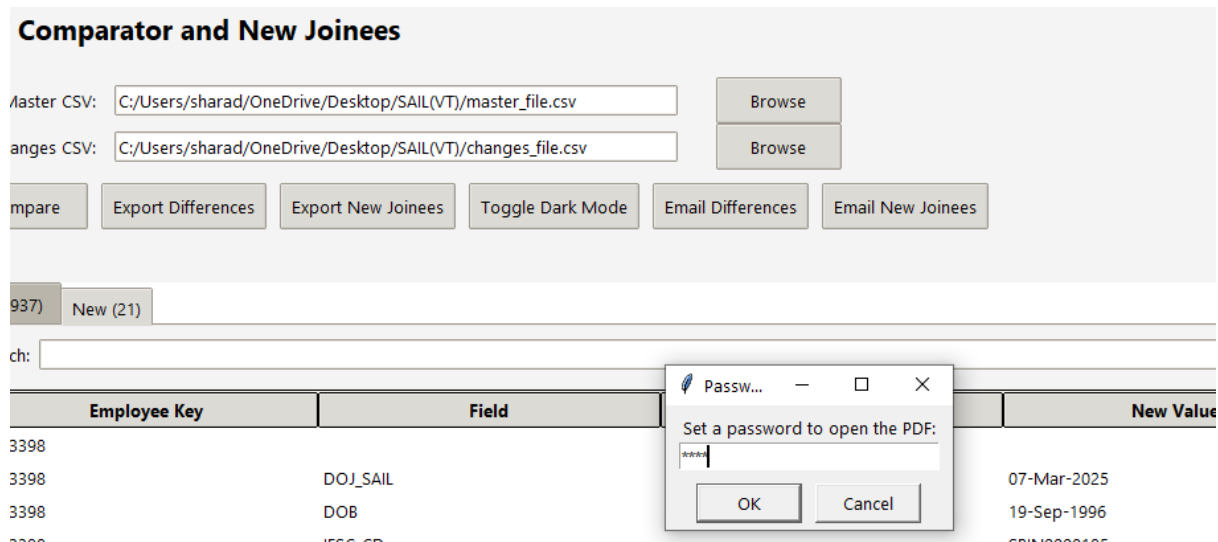 Comparator and New Joinees
Master CSV: C:/Users/sharad/OneDrive/Desktop/SAIL(VT)/master_file.csv Browse
anges CSV: C:/Users/sharad/OneDrive/Desktop/SAIL(VT)/changes_file.csv Browse
mpare Export Differences Export New Joinees Toggle Dark Mode Email Differences Email New Joinees
937) New (21)
ch:
Passw...
Set a password to open the PDF:
****
OK Cancel
Employee Key Field New Value
3398
3398 DOJ_SAIL 07-Mar-2025
3398 DOB 19-Sep-1996